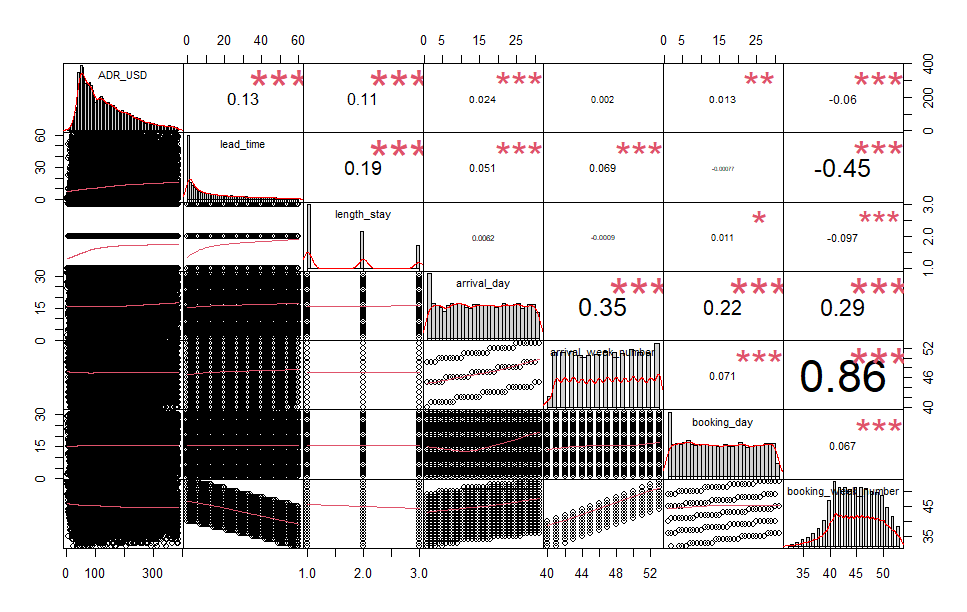 0 20 40 60 0 5 15 25 0 5 15 25
ADR_USD 0.13 *** 0.11 *** 0.024 *** 0.002 0.013 ** -0.06 *** 0 200 400
0 30 60 lead_time 0.19 *** 0.051 *** 0.069 *** -0.00077 -0.45 ***
length_stay 0.0062 -0.0009 0.011 * -0.097 *** 1.0 2.0 3.0
0 15 30 arrival_day 0.35 *** 0.22 *** 0.29 ***
arrival_week_number 0.071 *** 0.86 *** 40 46 52
0 15 30 booking_day 0.067 ***
booking_week_number 35 45
0 100 300 1.0 2.0 3.0 40 44 48 52 35 40 45 50